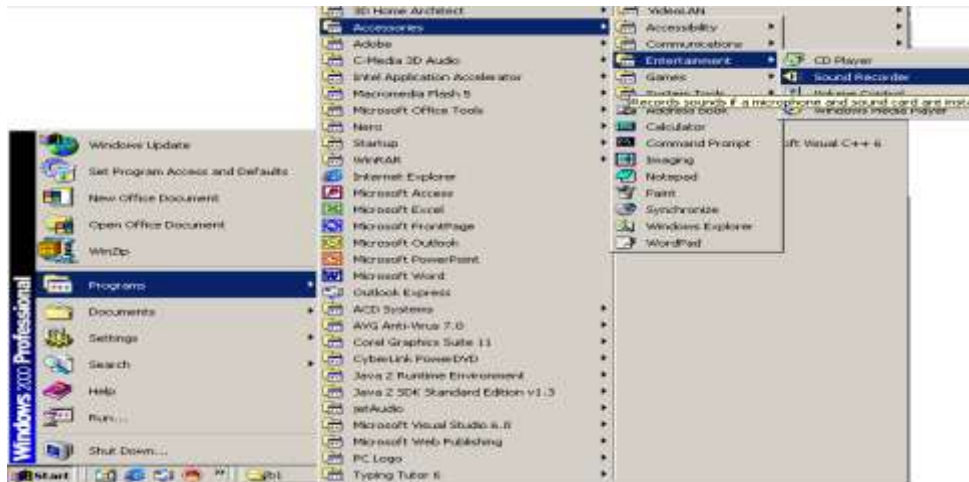 Windows 2000 Professional
Windows Update
Set Program Access and Defaults
New Office Document
Open Office Document
WinZip
Programs
Documents
Settings
Search
Help
Run...
Shut Down...
Start
3D Home Architect
Accessories
Adobe
C-Media 3D Audio
Intel Application Accelerator
Macromedia Flash 5
Microsoft Office Tools
Nero
Startup
WinRAR
Internet Explorer
Microsoft Access
Microsoft Excel
Microsoft FrontPage
Microsoft Outlook
Microsoft PowerPoint
Microsoft Word
Outlook Express
ACD Systems
AVG Anti-Virus 7.0
Corel Graphics Suite 11
CyberLink PowerDVD
Java 2 Runtime Environment
Java 2 SDK Standard Edition v1.3
jetAudio
Microsoft Visual Studio 6.0
Microsoft Web Publishing
PC Logo
Typing Tutor 6
VideoLAN
Accessibility
Communications
Entertainment
Games
System Tools
Address Book
Calculator
Command Prompt
Imaging
Notepad
Paint
Synchronize
Windows Explorer
WordPad
CD Player
Sound Recorder
Volume Control
Windows Media Player
Records sounds if a microphone and sound card are insta
oft Visual C++ 6